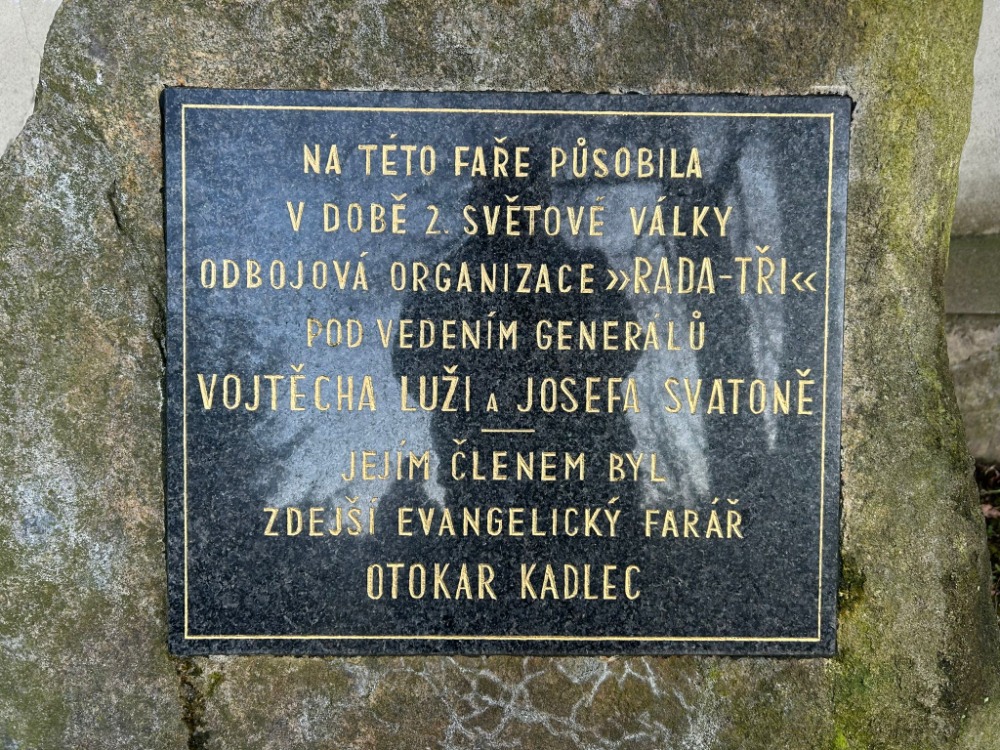 NA TÉTO FAŘE PŮSOBILA
V DOBĚ 2. SVĚTOVÉ VÁLKY
ODBOJOVÁ ORGANIZACE »RADA-TŘI«
POD VEDENÍM GENERÁLŮ
VOJTĚCHA LUŽI A JOSEFA SVATONĚ
JEJÍM ČLENEM BYL
ZDEJŠÍ EVANGELICKÝ FARÁŘ
OTOKAR KADLEC